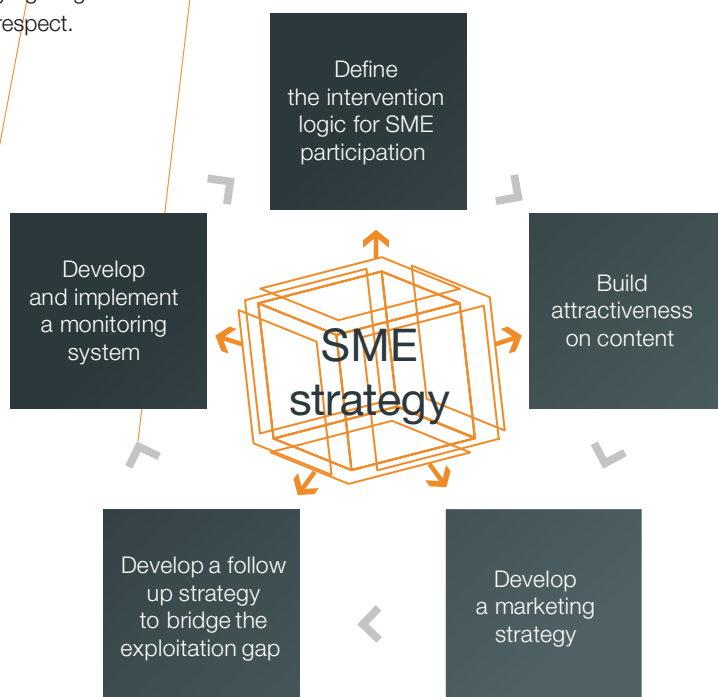 respect.
Define
the intervention
logic for SME
participation
Build
attractiveness
on content
Develop
a marketing
strategy
Develop a follow
up strategy
to bridge the
exploitation gap
Develop
and implement
a monitoring
system
SME
strategy